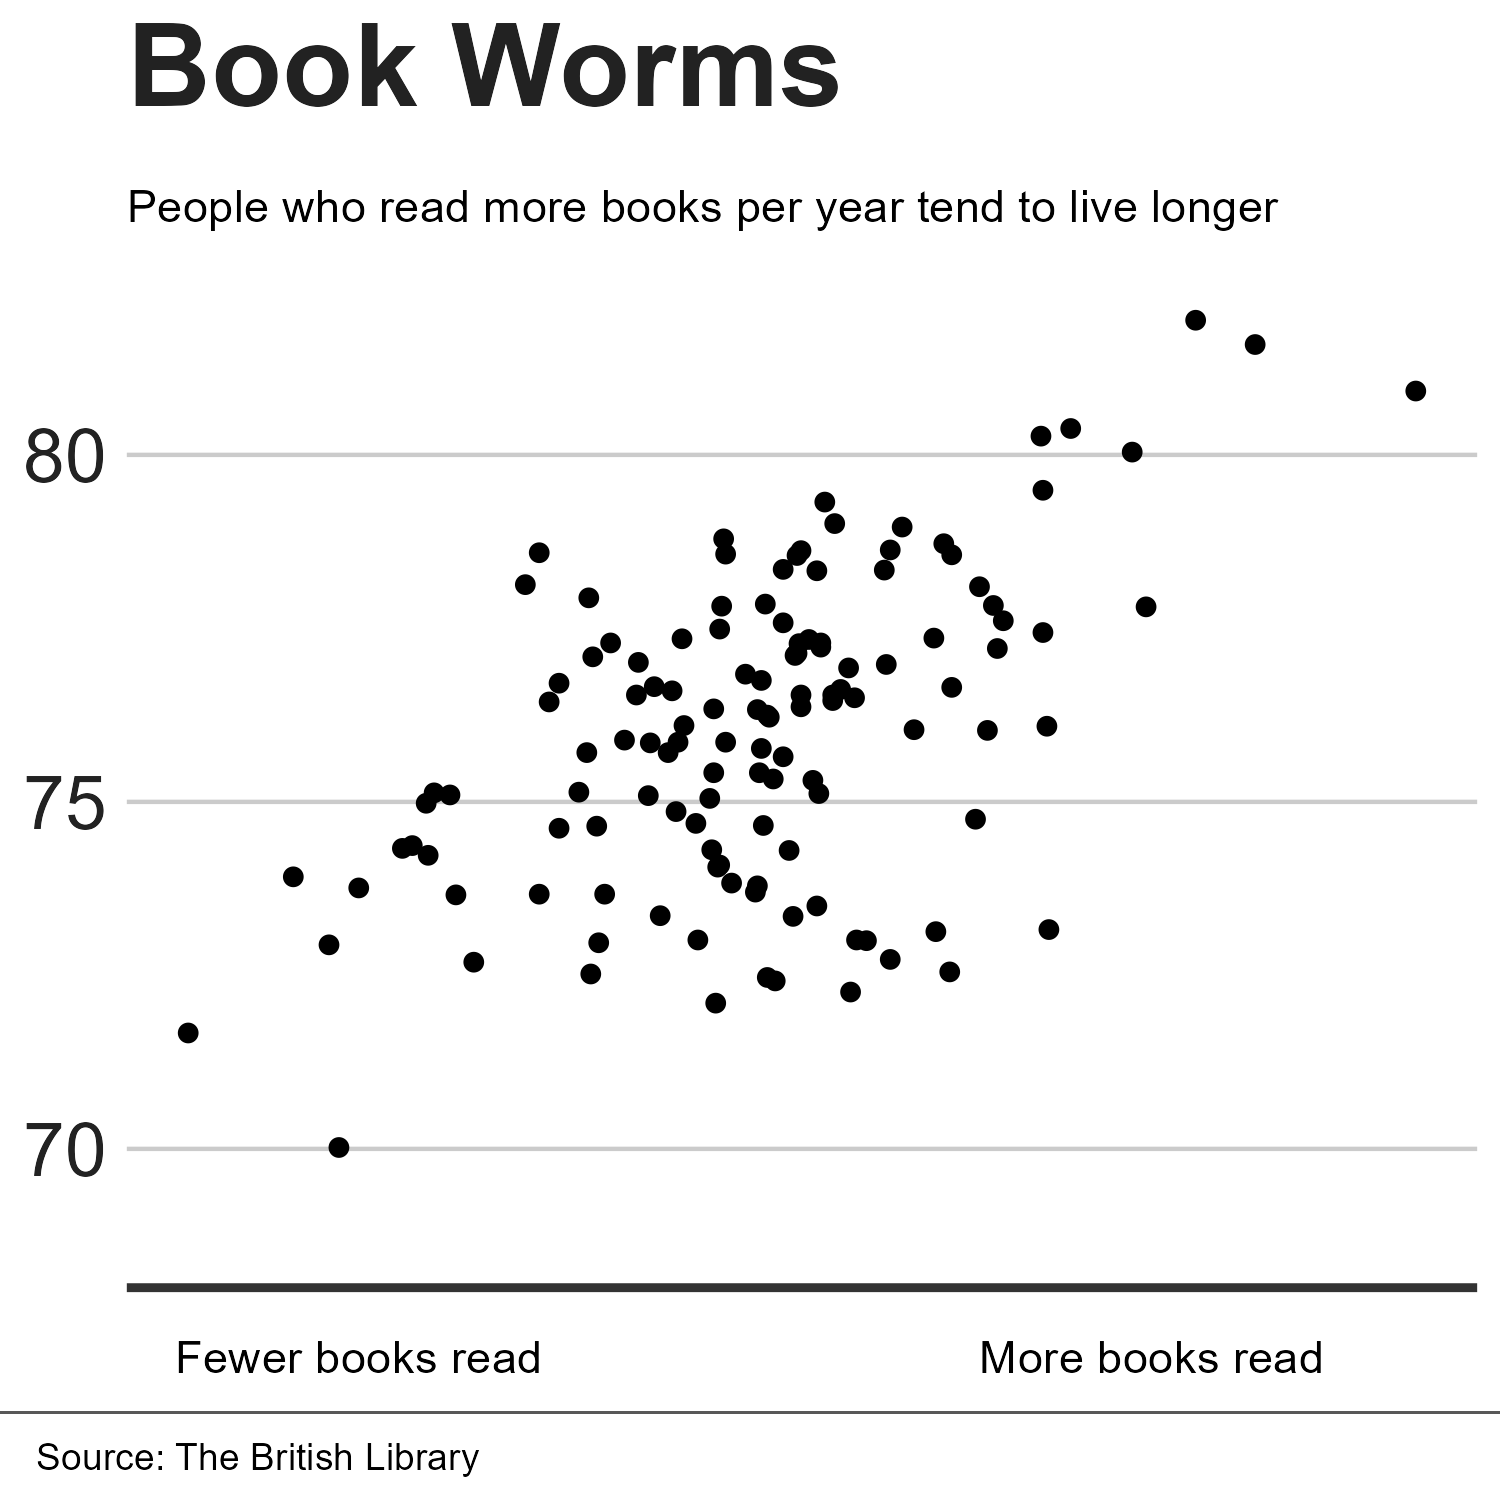 Book Worms
People who read more books per year tend to live longer
80
75
70
Fewer books read
More books read
Source: The British Library